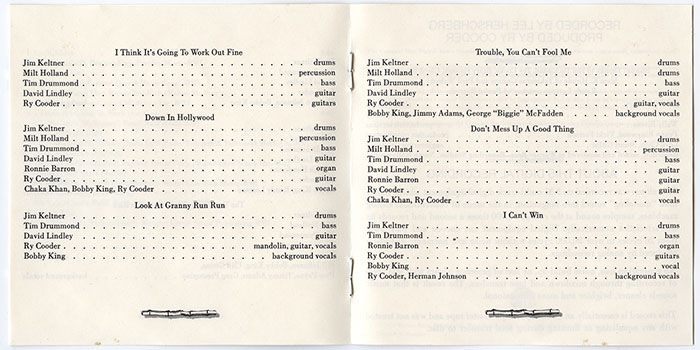 I Think It's Going To Work Out Fine
Jim Keltner . . . . . . . . . . drums
Milt Holland . . . . . . . . . . percussion
Tim Drummond . . . . . . . . . . bass
David Lindley . . . . . . . . . . guitar
Ry Cooder . . . . . . . . . . guitars
Down In Hollywood
Jim Keltner . . . . . . . . . . drums
Milt Holland . . . . . . . . . . percussion
Tim Drummond . . . . . . . . . . bass
David Lindley . . . . . . . . . . guitar
Ronnie Barron . . . . . . . . . . organ
Ry Cooder . . . . . . . . . . guitar
Chaka Khan, Bobby King, Ry Cooder . . . . . . . . . . vocals
Look At Granny Run Run
Jim Keltner . . . . . . . . . . drums
Tim Drummond . . . . . . . . . . bass
David Lindley . . . . . . . . . . guitar
Ry Cooder . . . . . . . . . . mandolin, guitar, vocals
Bobby King . . . . . . . . . . background vocals
Trouble, You Can't Fool Me
Jim Keltner . . . . . . . . . . drums
Milt Holland . . . . . . . . . . drums
Tim Drummond . . . . . . . . . . bass
David Lindley . . . . . . . . . . guitar
Ry Cooder . . . . . . . . . . guitar, vocals
Bobby King, Jimmy Adams, George "Biggie" McFadden . . . . . background vocals
Don't Mess Up A Good Thing
Jim Keltner . . . . . . . . . . drums
Milt Holland . . . . . . . . . . percussion
Tim Drummond . . . . . . . . . . bass
David Lindley . . . . . . . . . . guitar
Ronnie Barron . . . . . . . . . . guitar
Ry Cooder . . . . . . . . . . guitar
Chaka Khan, Ry Cooder . . . . . . . . . . vocals
I Can't Win
Jim Keltner . . . . . . . . . . drums
Tim Drummond . . . . . . . . . . bass
Ronnie Barron . . . . . . . . . . organ
Ry Cooder . . . . . . . . . . guitars
Bobby King . . . . . . . . . . vocal
Ry Cooder, Herman Johnson . . . . . . . . . . background vocals